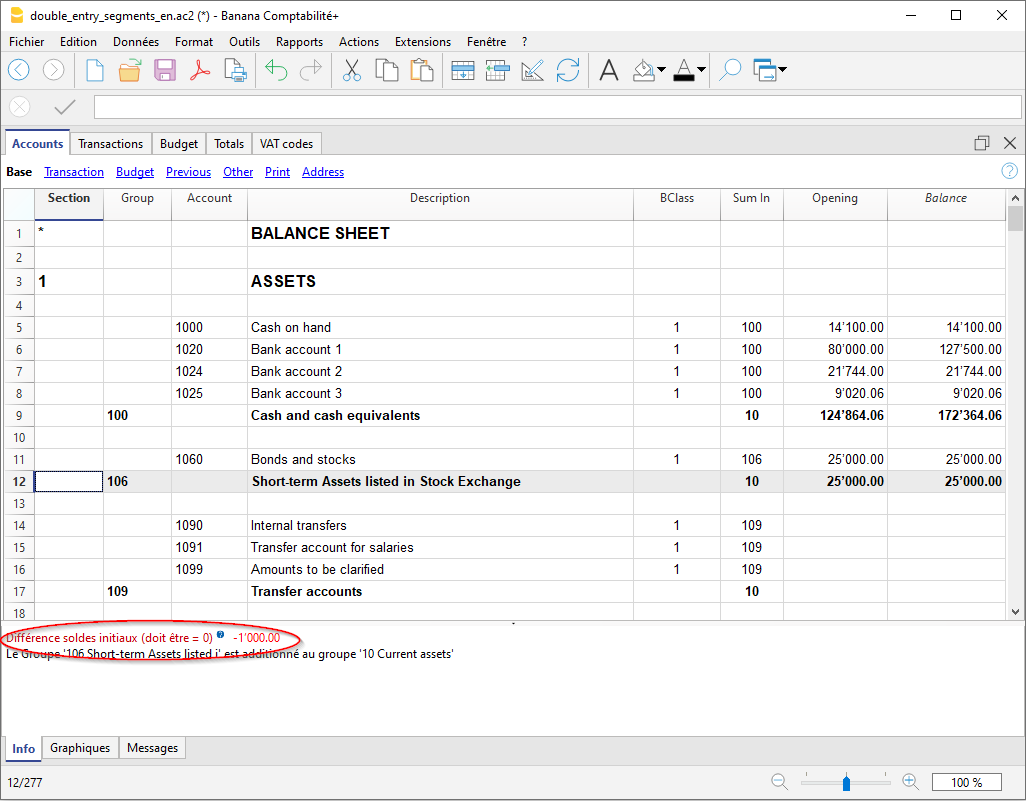 double_entry_segments_en.ac2 (*) - Banana Comptabilité+
Fichier Edition Données Format Outils Rapports Actions Extensions Fenêtre ?
Accounts Transactions Budget Totals VAT codes
Base Transaction Budget Previous Other Print Address
Section Group Account Description BClass Sum In Opening Balance
1 * BALANCE SHEET
2
3 1 ASSETS
4
5 1000 Cash on hand 1 100 14'100.00 14'100.00
6 1020 Bank account 1 1 100 80'000.00 127'500.00
7 1024 Bank account 2 1 100 21'744.00 21'744.00
8 1025 Bank account 3 1 100 9'020.06 9'020.06
9 100 Cash and cash equivalents 10 124'864.06 172'364.06
10
11 1060 Bonds and stocks 1 106 25'000.00 25'000.00
12 106 Short-term Assets listed in Stock Exchange 10 25'000.00 25'000.00
13
14 1090 Internal transfers 1 109
15 1091 Transfer account for salaries 1 109
16 1099 Amounts to be clarified 1 109
17 109 Transfer accounts 10
18
Différence soldes initiaux (doit être = 0) ? -1'000.00
Le Groupe '106 Short-term Assets listed i' est additionné au groupe '10 Current assets'
Info Graphiques Messages
12/277 100 %